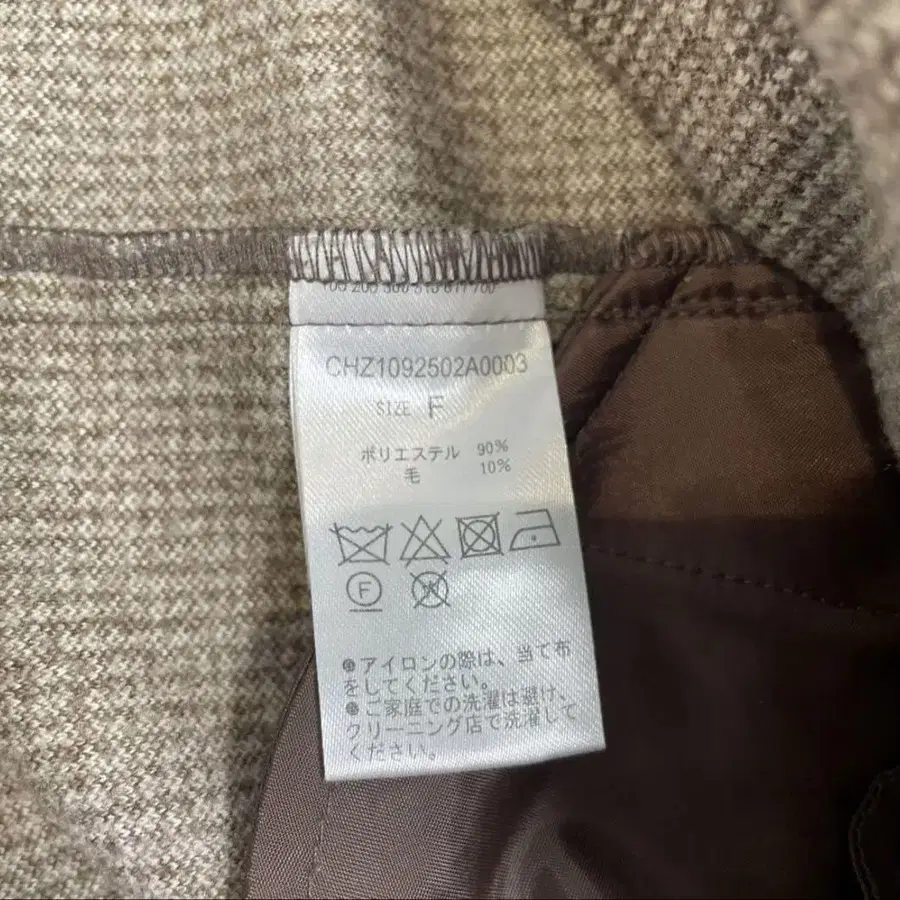 CHZ1092502A0003
SIZE F
ポリエステル 90%
毛 10%
F
W
●アイロンの際は、当て布
をしてください。
●ご家庭での洗濯は避け、
クリーニング店で洗濯して
ください。